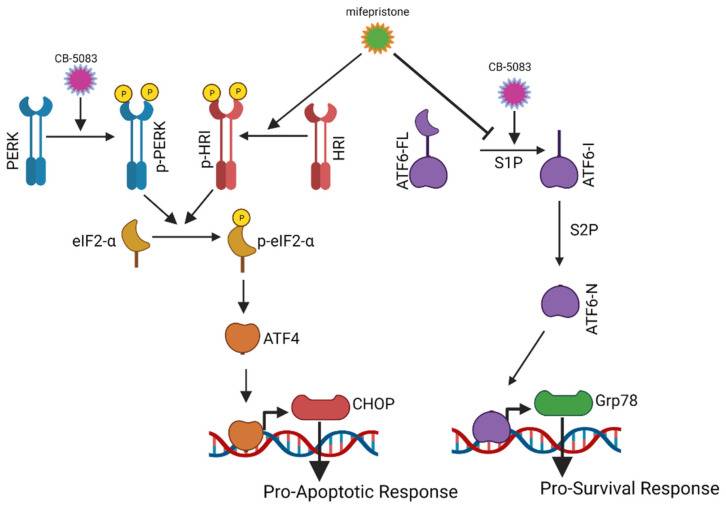 mifepristone
CB-5083
CB-5083
P
P
P
P
PERK
p-PERK
p-HRI
HRI
ATF6-FL
S1P
ATF6-I
P
eIF2-α
p-eIF2-α
S2P
ATF6-N
ATF4
CHOP
Grp78
Pro-Apoptotic Response
Pro-Survival Response